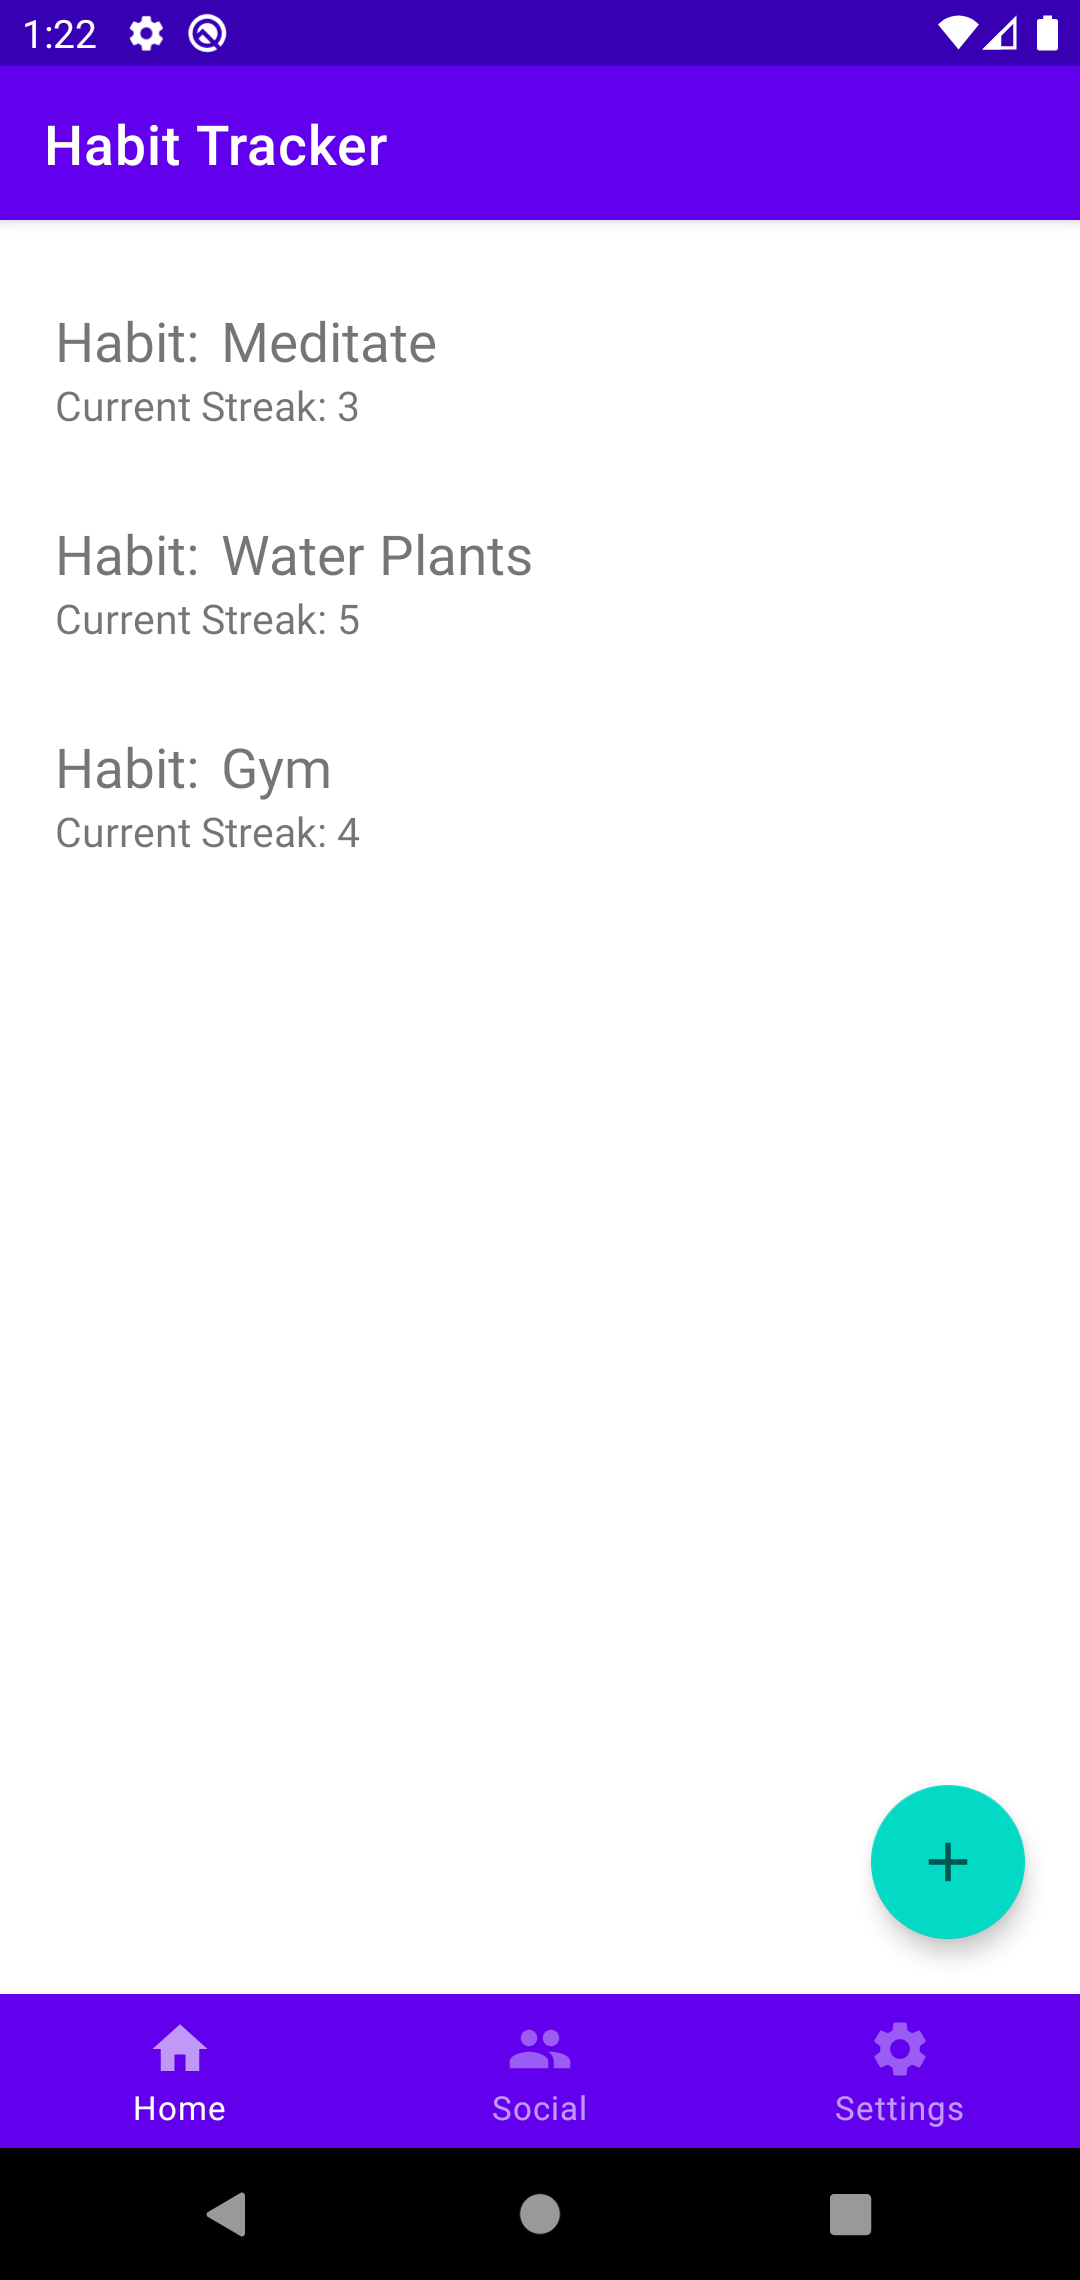 1:22
Habit Tracker
Habit: Meditate
Current Streak: 3
Habit: Water Plants
Current Streak: 5
Habit: Gym
Current Streak: 4
Home
Social
Settings